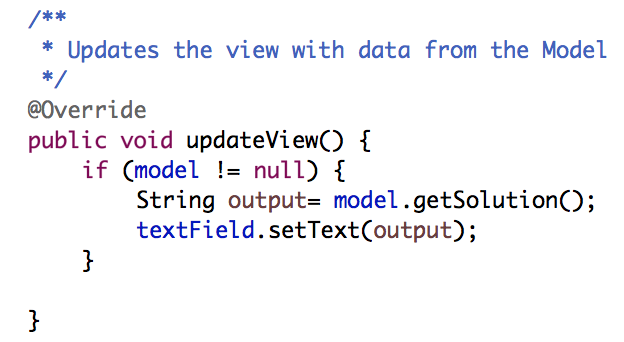 /**
 * Updates the view with data from the Model
 */
@Override
public void updateView() {
    if (model != null) {
        String output= model.getSolution();
        textField.setText(output);
    }

}